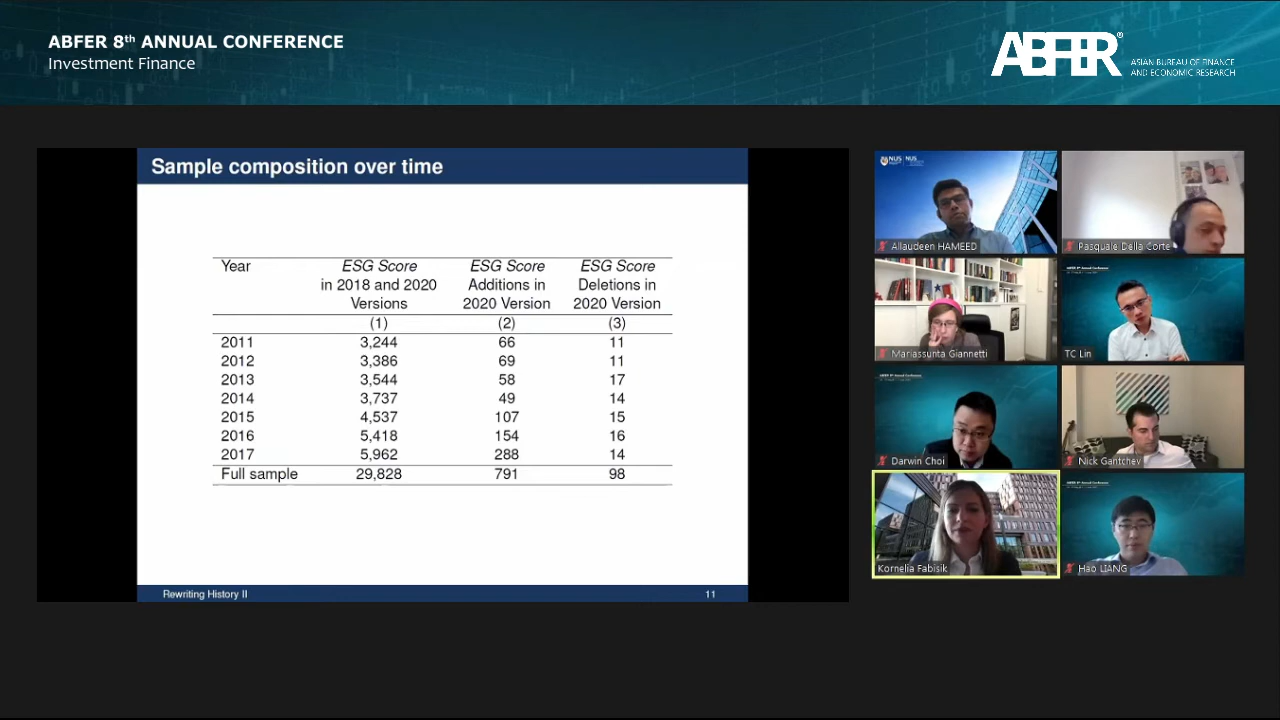 ABFER 8th ANNUAL CONFERENCE
Investment Finance
ABFER®
ASIAN BUREAU OF FINANCE
AND ECONOMIC RESEARCH
Sample composition over time
Year ESG Score ESG Score ESG Score
in 2018 and 2020 Additions in Deletions in
Versions 2020 Version 2020 Version
(1) (2) (3)
2011 3,244 66 11
2012 3,386 69 11
2013 3,544 58 17
2014 3,737 49 14
2015 4,537 107 15
2016 5,418 154 16
2017 5,962 288 14
Full sample 29,828 791 98
Rewriting History II 11
NUS NUS
Allaudeen HAMEED
Pasquale Della Corte
Mariassunta Giannetti
TC Lin
Darwin Choi
Nick Gantchev
Kornelia Fabisik
Hao LIANG